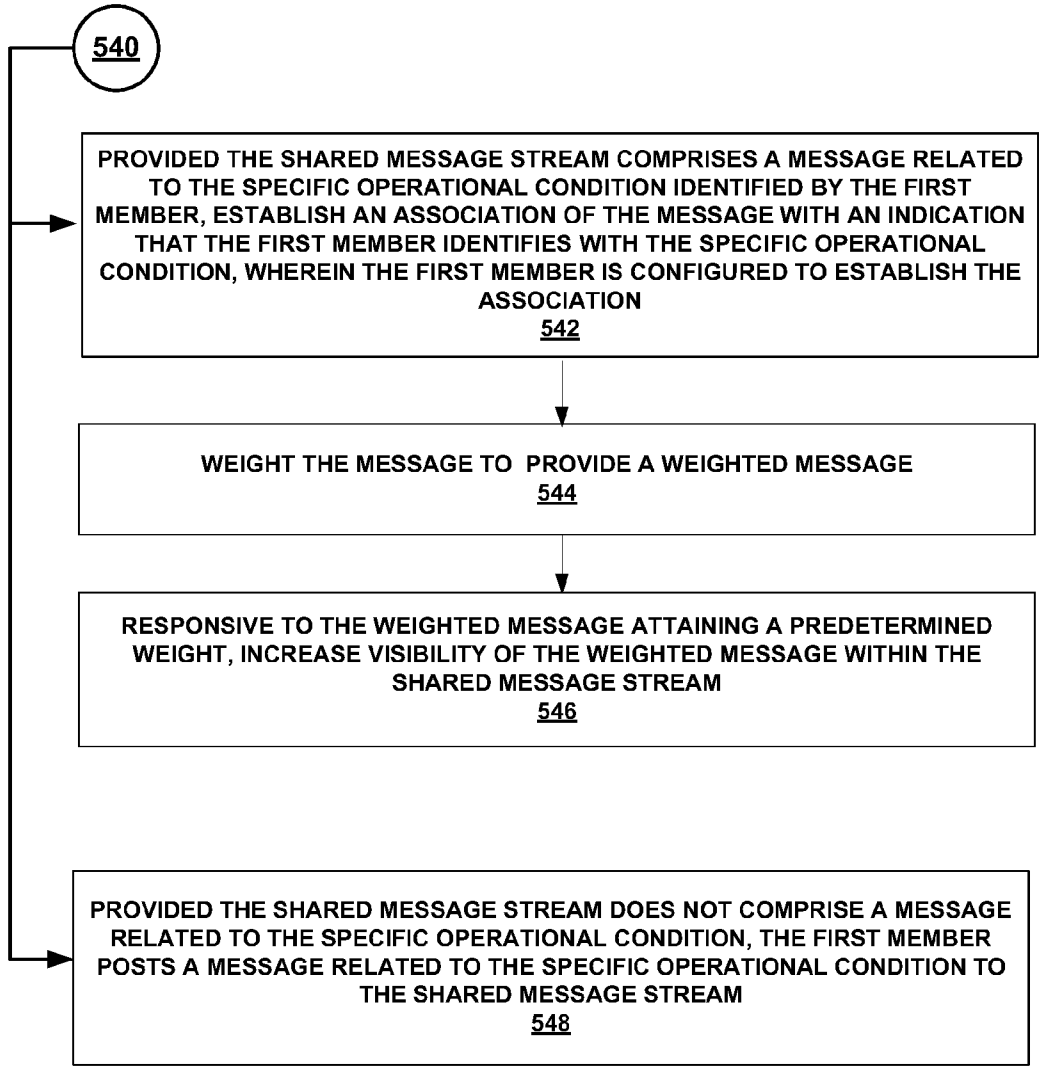 540
PROVIDED THE SHARED MESSAGE STREAM COMPRISES A MESSAGE RELATED
TO THE SPECIFIC OPERATIONAL CONDITION IDENTIFIED BY THE FIRST
MEMBER, ESTABLISH AN ASSOCIATION OF THE MESSAGE WITH AN INDICATION
THAT THE FIRST MEMBER IDENTIFIES WITH THE SPECIFIC OPERATIONAL
CONDITION, WHEREIN THE FIRST MEMBER IS CONFIGURED TO ESTABLISH THE
ASSOCIATION
542
WEIGHT THE MESSAGE TO PROVIDE A WEIGHTED MESSAGE
544
RESPONSIVE TO THE WEIGHTED MESSAGE ATTAINING A PREDETERMINED
WEIGHT, INCREASE VISIBILITY OF THE WEIGHTED MESSAGE WITHIN THE
SHARED MESSAGE STREAM
546
PROVIDED THE SHARED MESSAGE STREAM DOES NOT COMPRISE A MESSAGE
RELATED TO THE SPECIFIC OPERATIONAL CONDITION, THE FIRST MEMBER
POSTS A MESSAGE RELATED TO THE SPECIFIC OPERATIONAL CONDITION TO
THE SHARED MESSAGE STREAM
548